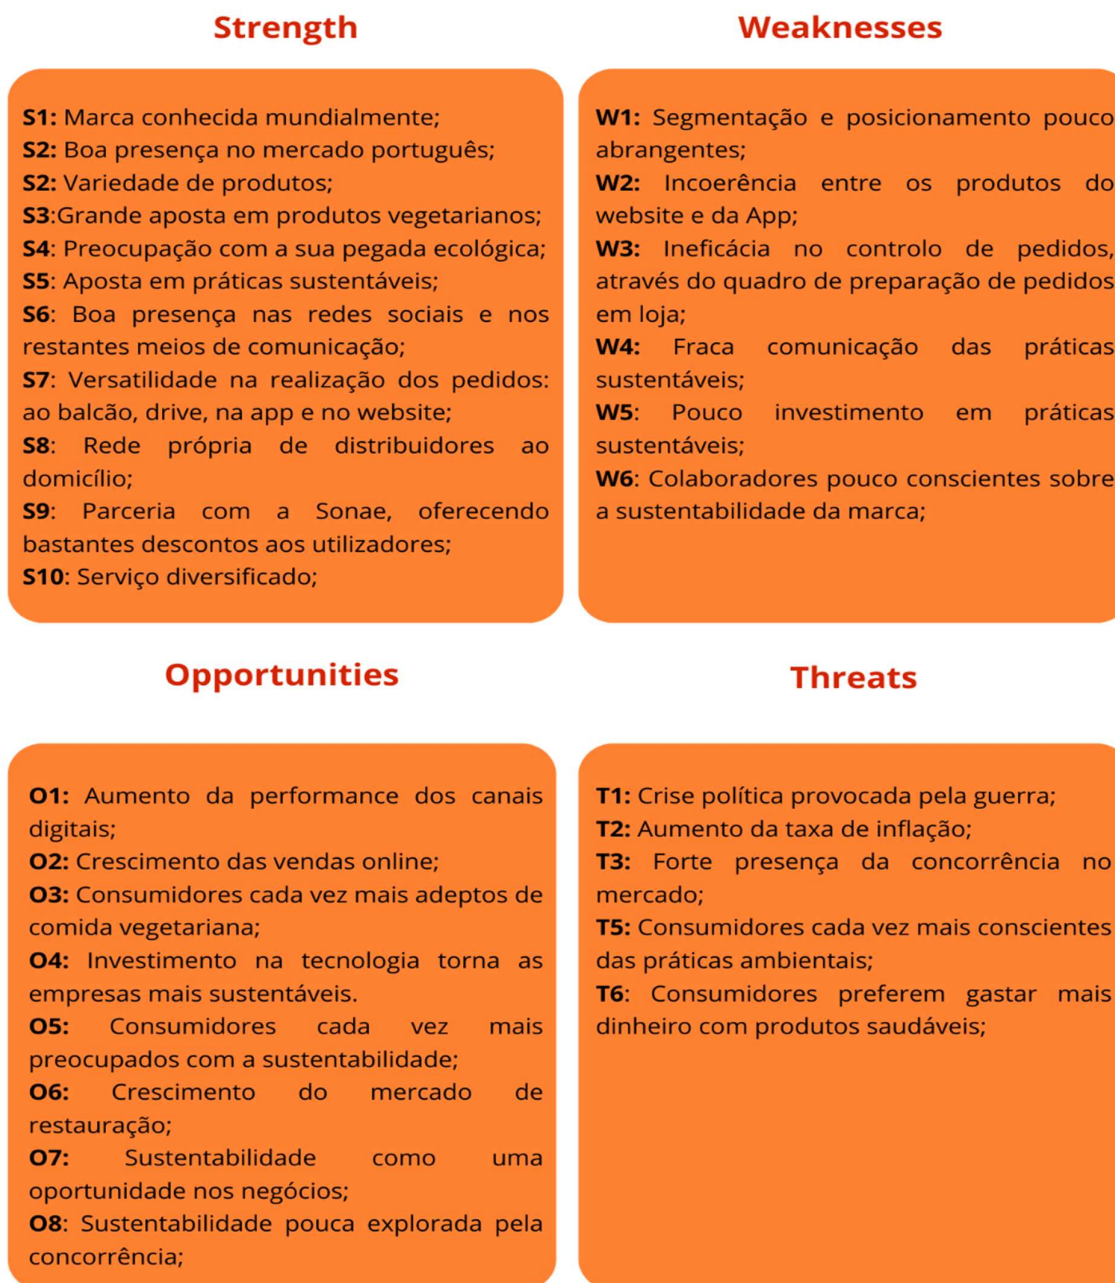 Strength
S1: Marca conhecida mundialmente;
S2: Boa presença no mercado português;
S2: Variedade de produtos;
S3:Grande aposta em produtos vegetarianos;
S4: Preocupação com a sua pegada ecológica;
S5: Aposta em práticas sustentáveis;
S6: Boa presença nas redes sociais e nos
restantes meios de comunicação;
S7: Versatilidade na realização dos pedidos:
ao balcão, drive, na app e no website;
S8: Rede própria de distribuidores ao
domicílio;
S9: Parceria com a Sonae, oferecendo
bastantes descontos aos utilizadores;
S10: Serviço diversificado;
Weaknesses
W1: Segmentação e posicionamento pouco
abrangentes;
W2: Incoerência entre os produtos do
website e da App;
W3: Ineficácia no controlo de pedidos,
através do quadro de preparação de pedidos
em loja;
W4: Fraca comunicação das práticas
sustentáveis;
W5: Pouco investimento em práticas
sustentáveis;
W6: Colaboradores pouco conscientes sobre
a sustentabilidade da marca;
Opportunities
O1: Aumento da performance dos canais
digitais;
O2: Crescimento das vendas online;
O3: Consumidores cada vez mais adeptos de
comida vegetariana;
O4: Investimento na tecnologia torna as
empresas mais sustentáveis.
O5: Consumidores cada vez mais
preocupados com a sustentabilidade;
O6: Crescimento do mercado de
restauração;
O7: Sustentabilidade como uma
oportunidade nos negócios;
O8: Sustentabilidade pouca explorada pela
concorrência;
Threats
T1: Crise política provocada pela guerra;
T2: Aumento da taxa de inflação;
T3: Forte presença da concorrência no
mercado;
T5: Consumidores cada vez mais conscientes
das práticas ambientais;
T6: Consumidores preferem gastar mais
dinheiro com produtos saudáveis;